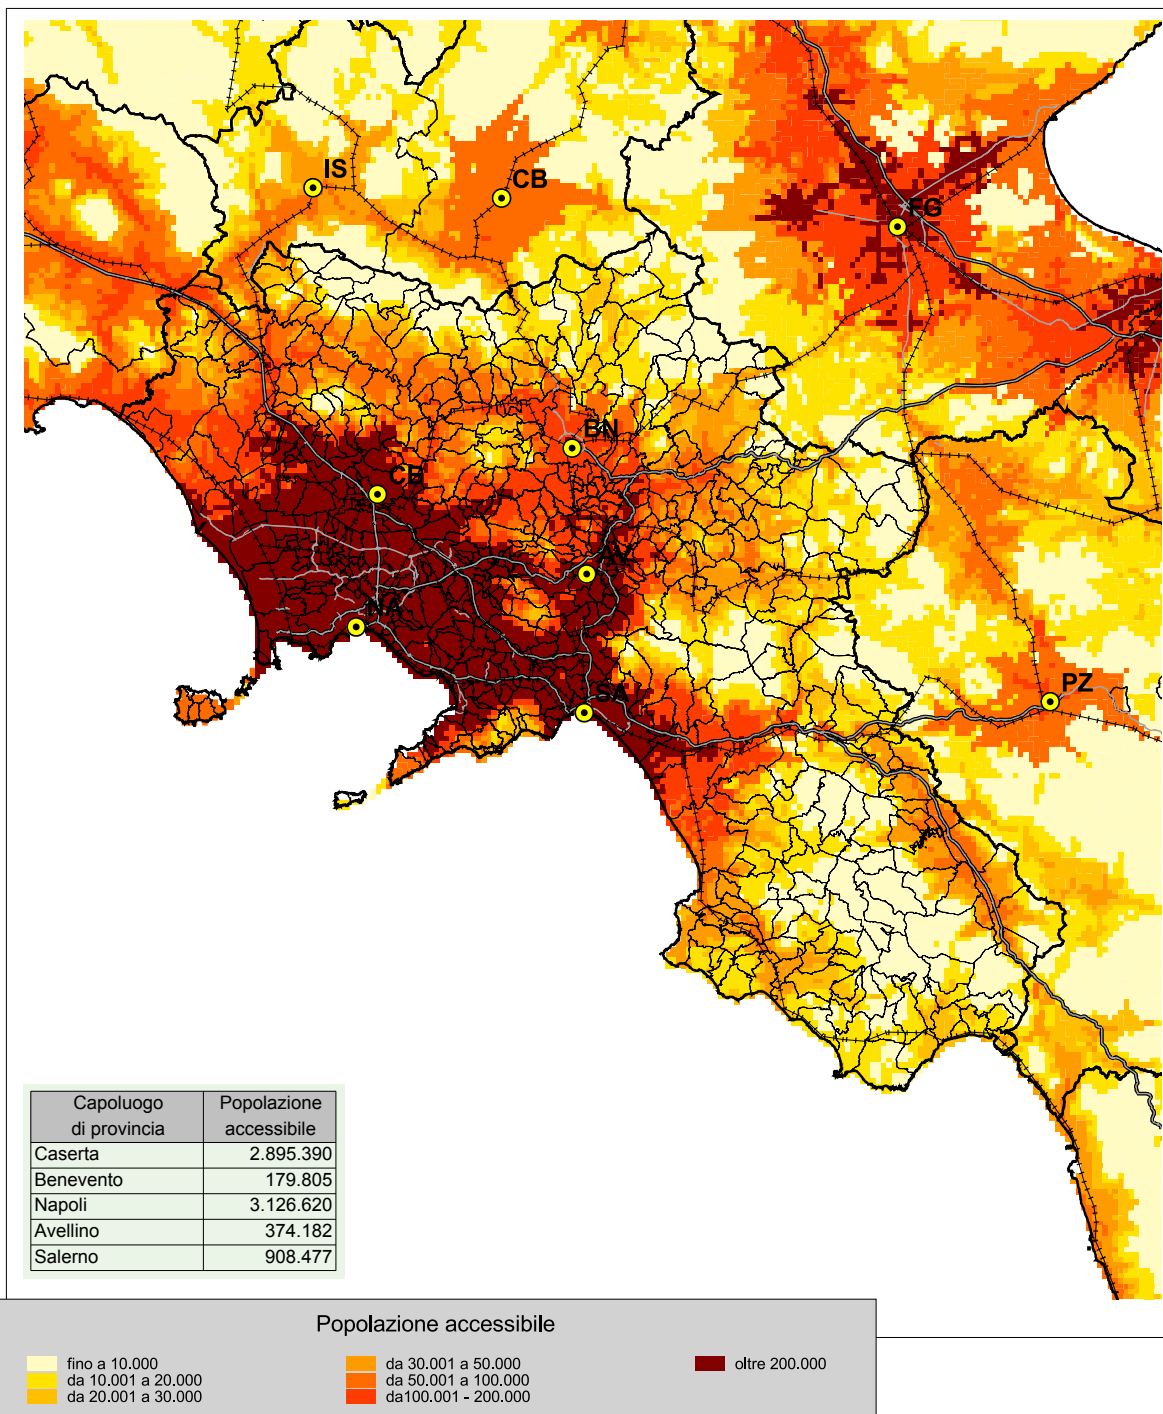 IS
CB
FG
BN
CB
AV
NA
SA
PZ
Capoluogo di provincia Popolazione accessibile
Caserta 2.895.390
Benevento 179.805
Napoli 3.126.620
Avellino 374.182
Salerno 908.477
Popolazione accessibile
fino a 10.000
da 10.001 a 20.000
da 20.001 a 30.000
da 30.001 a 50.000
da 50.001 a 100.000
da100.001 - 200.000
oltre 200.000